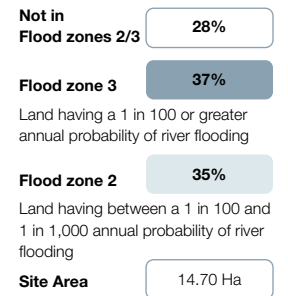 Not in
Flood zones 2/3 28%
Flood zone 3 37%
Land having a 1 in 100 or greater
annual probability of river flooding
Flood zone 2 35%
Land having between a 1 in 100 and
1 in 1,000 annual probability of river
flooding
Site Area 14.70 Ha